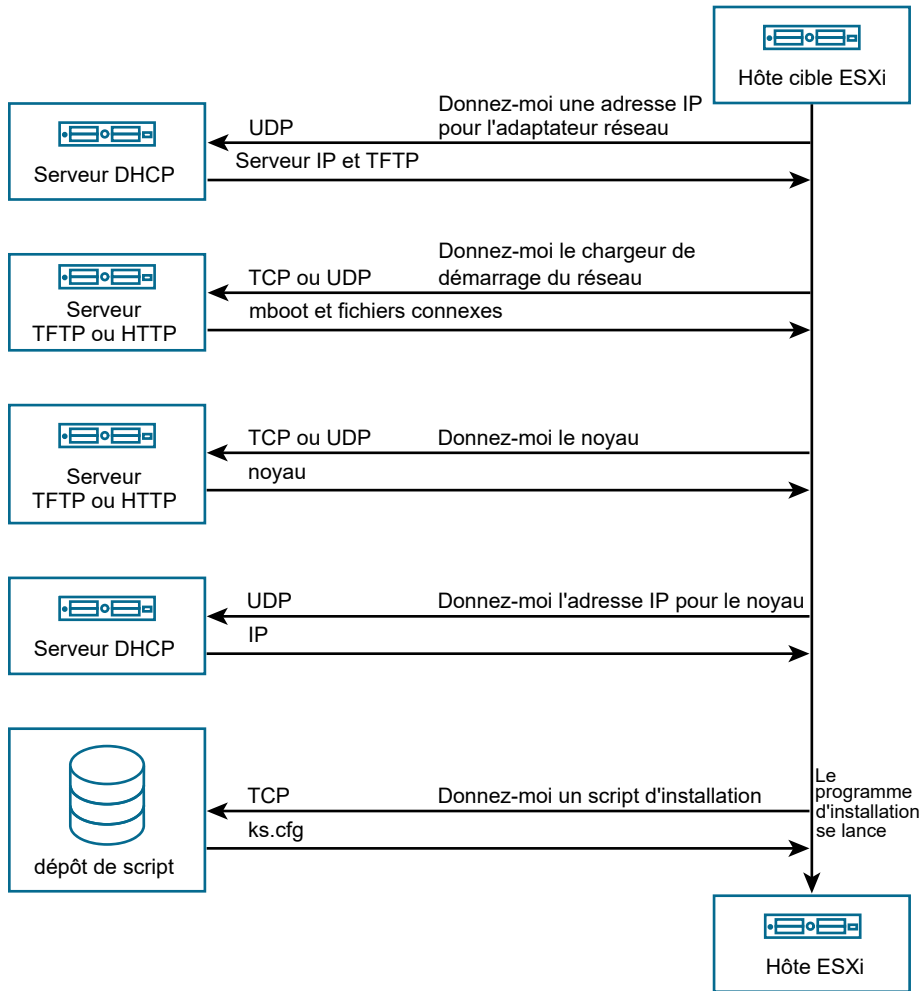 Hôte cible ESXi
Donnez-moi une adresse IP
pour l'adaptateur réseau
UDP
Serveur IP et TFTP
Serveur DHCP
Donnez-moi le chargeur de
démarrage du réseau
TCP ou UDP
mboot et fichiers connexes
Serveur
TFTP ou HTTP
TCP ou UDP
Donnez-moi le noyau
noyau
Serveur
TFTP ou HTTP
UDP
Donnez-moi l'adresse IP pour le noyau
IP
Serveur DHCP
TCP
Donnez-moi un script d'installation
ks.cfg
dépôt de script
Le
programme
d'installation
se lance
Hôte ESXi